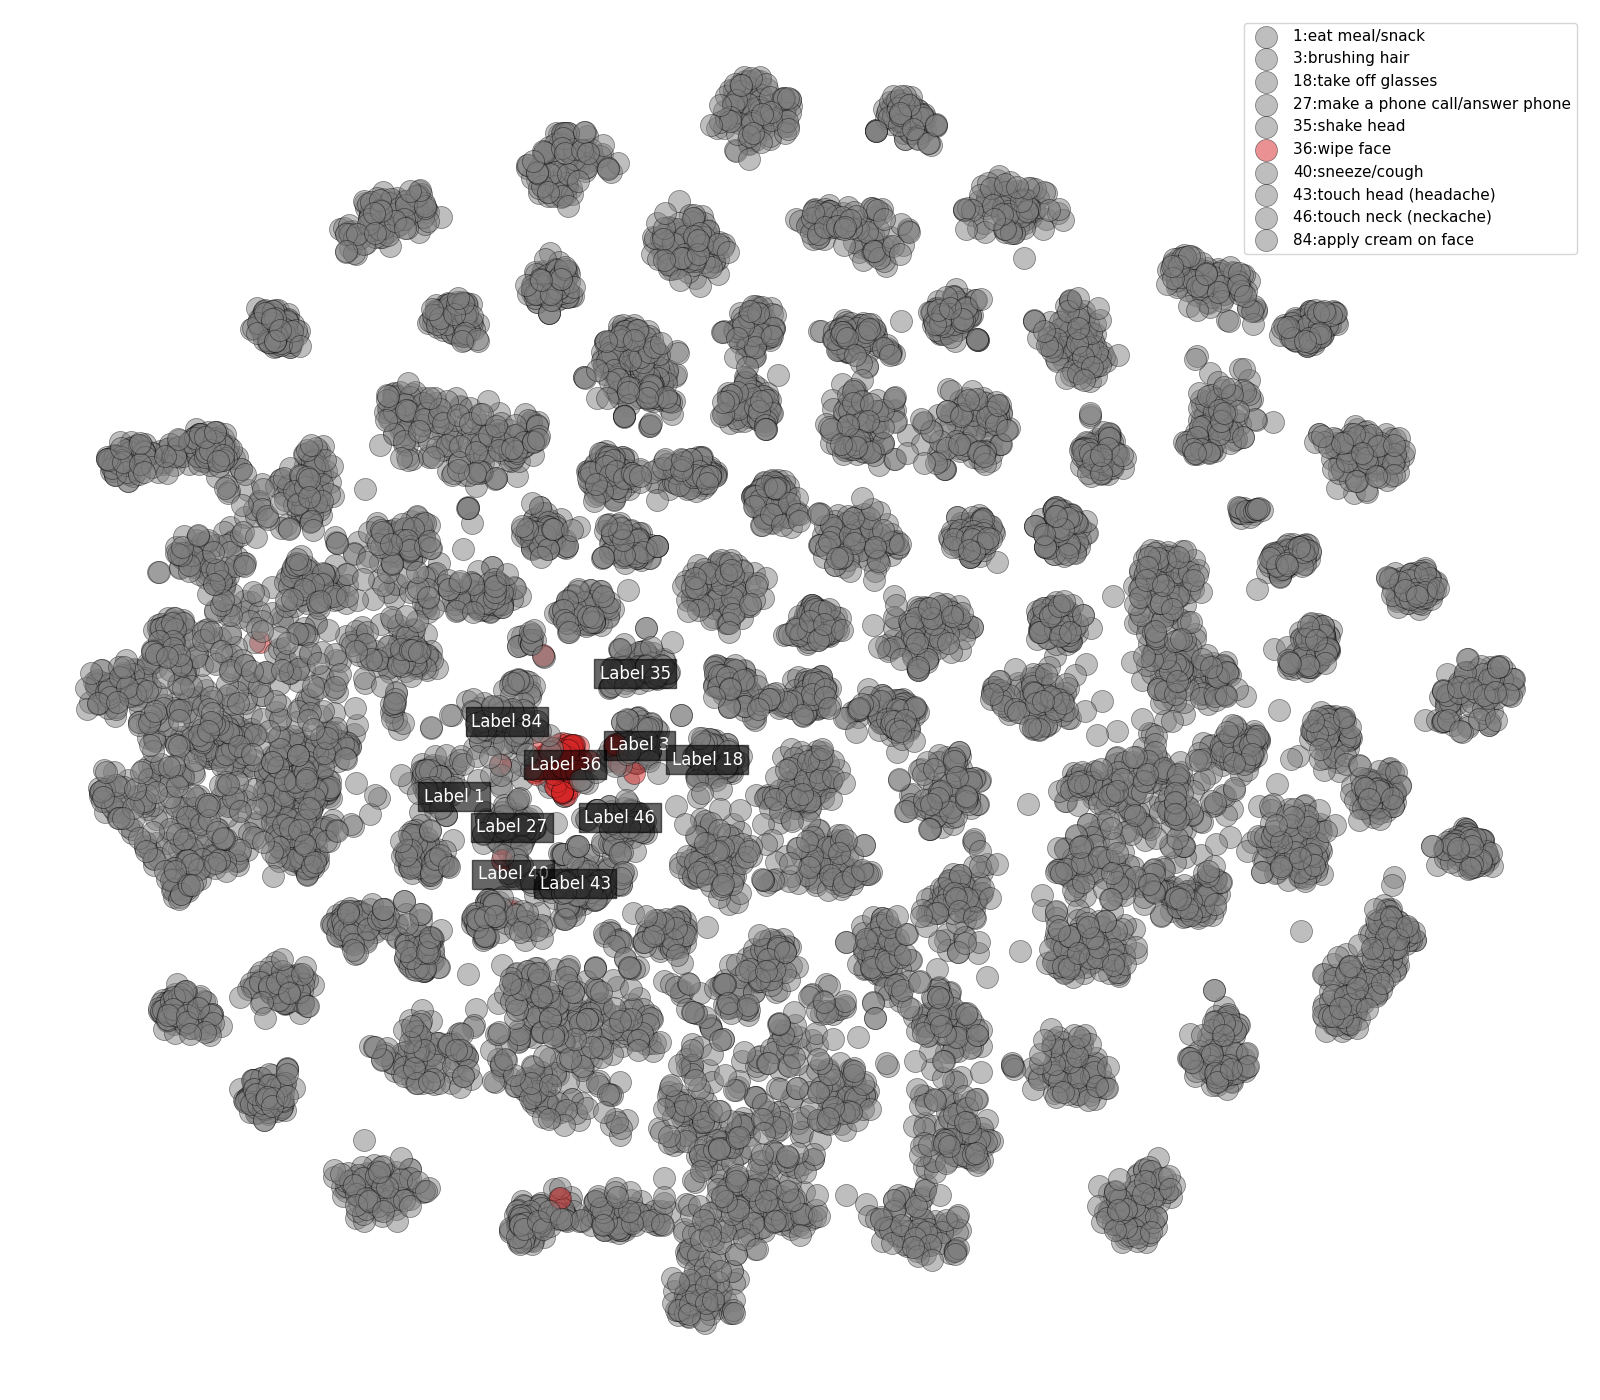 1:eat meal/snack
3:brushing hair
18:take off glasses
27:make a phone call/answer phone
35:shake head
36:wipe face
40:sneeze/cough
43:touch head (headache)
46:touch neck (neckache)
84:apply cream on face
Label 35
Label 84
Label 3
Label 18
Label 36
Label 1
Label 46
Label 27
Label 40
Label 43